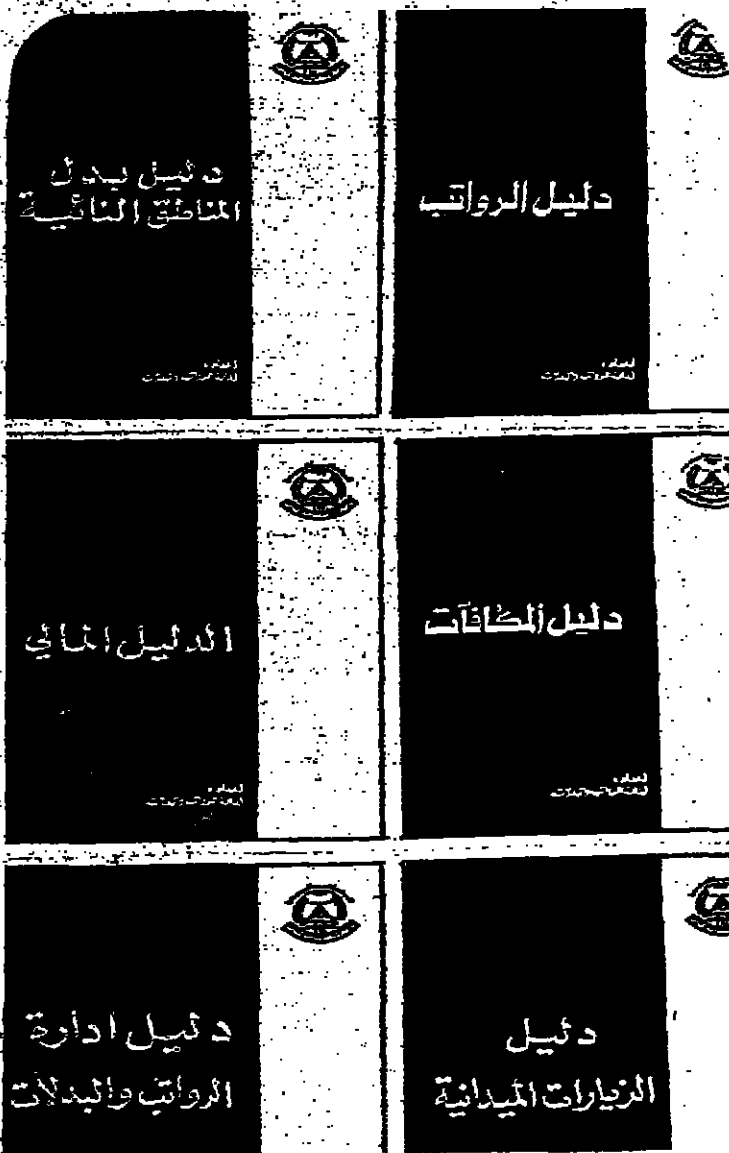 دليل الرواتب
دليل بدل
المناطق النائية
دليل المكافآت
الدليل المالي
دليل
الزيارات الميدانية
دليل ادارة
الرواتب والبدلات